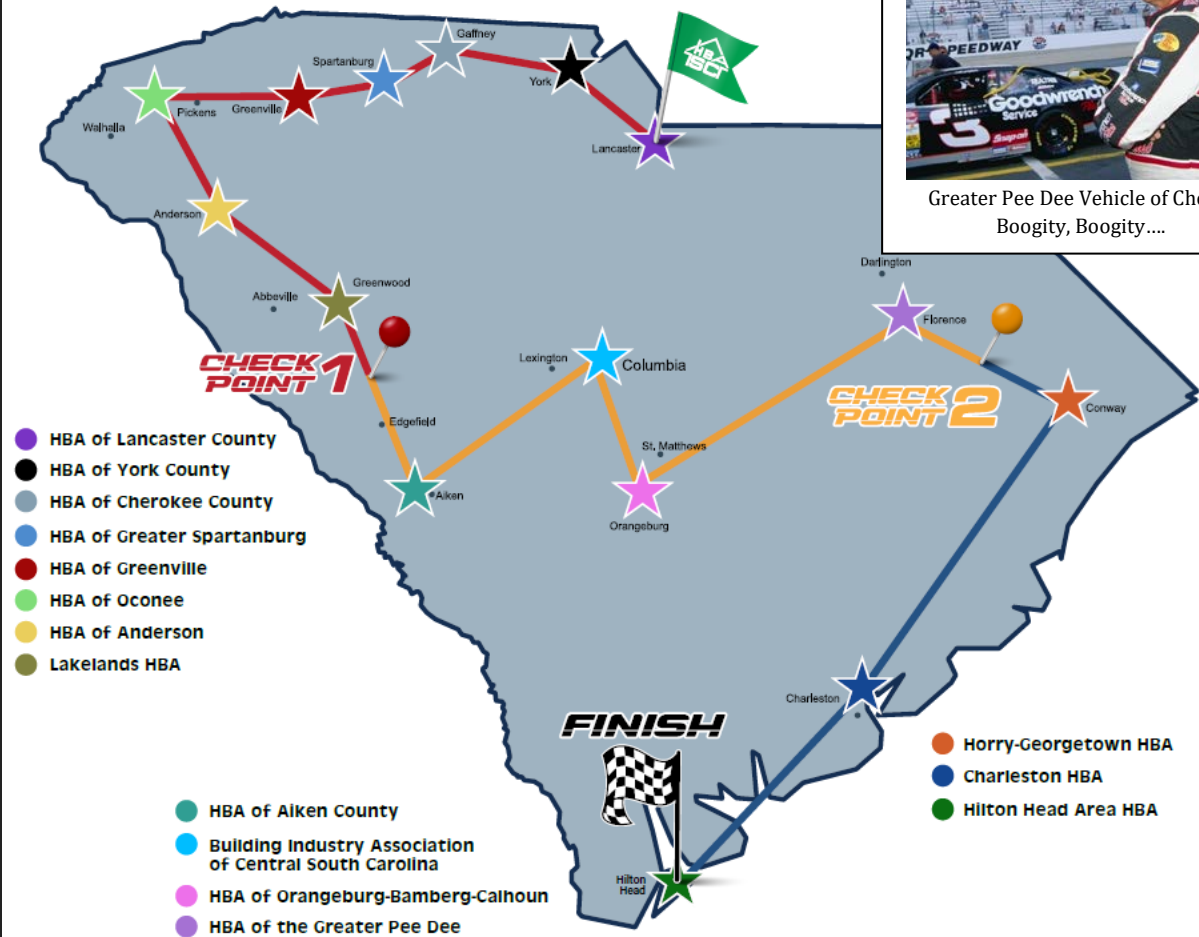 Gaffney
Spartanburg
York
HBA
Pickens
Greenville
Walhalla
Lancaster
Anderson
SPEEDWAY
Goodwrench
Service
3
Snap-on
Greater Pee Dee Vehicle of
Boogity, Boogity....
Darlington
Greenwood
Abbeville
Florence
CHECK
POINT 1
Lexington
Columbia
CHECK
POINT 2
Conway
Edgefield
St. Matthews
Aiken
Orangeburg
HBA of Lancaster County
HBA of York County
HBA of Cherokee County
HBA of Greater Spartanburg
HBA of Greenville
HBA of Oconee
HBA of Anderson
Lakelands HBA
Charleston
FINISH
Hilton
Head
Horry-Georgetown HBA
Charleston HBA
Hilton Head Area HBA
HBA of Aiken County
Building Industry Association
of Central South Carolina
HBA of Orangeburg-Bamberg-Calhoun
HBA of the Greater Pee Dee